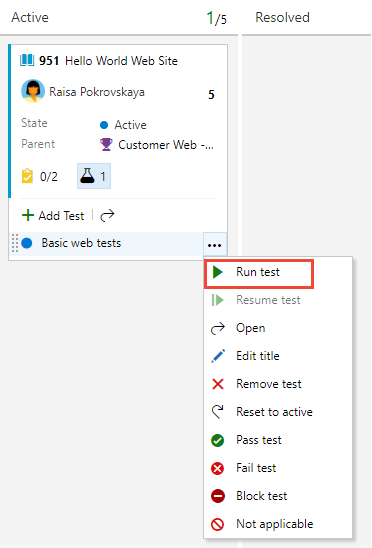 Active 1/5 Resolved
951 Hello World Web Site
Raisa Pokrovskaya 5
State Active
Parent Customer Web -...
0/2 1
Add Test
Basic web tests ...
Run test
Resume test
Open
Edit title
Remove test
Reset to active
Pass test
Fail test
Block test
Not applicable